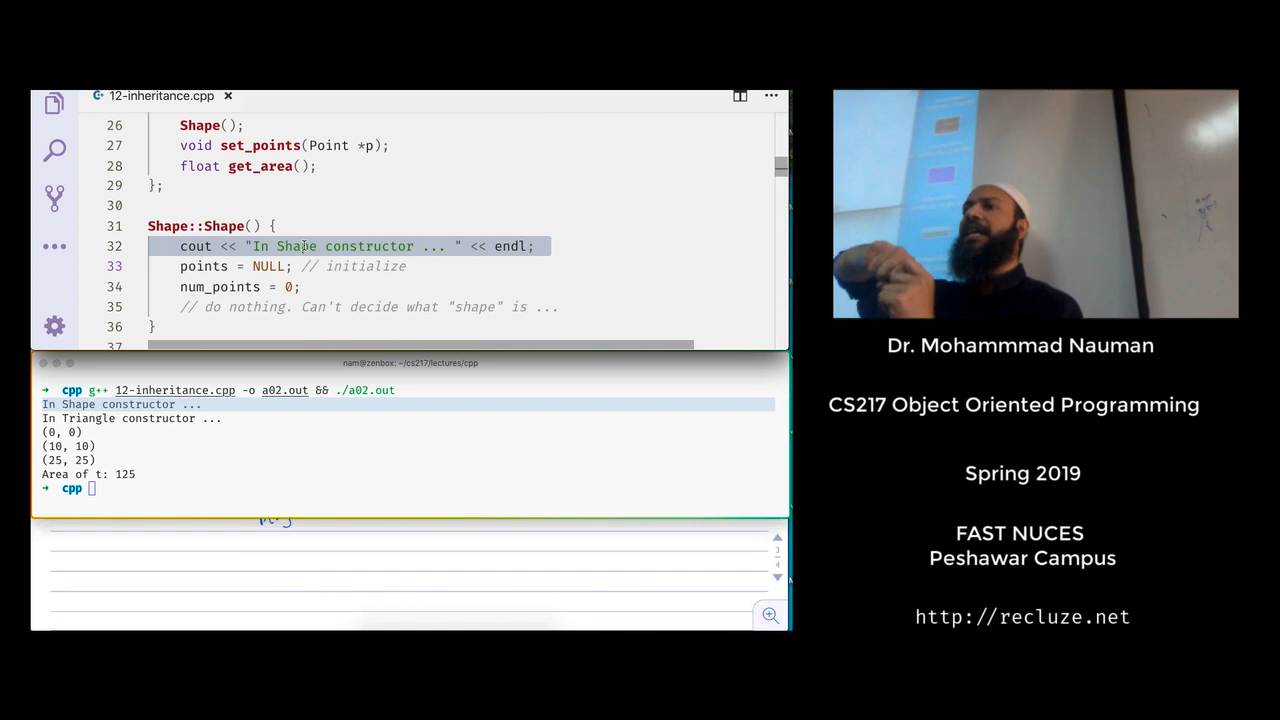 12-inheritance.cpp
26 Shape();
27 void set_points(Point *p);
28 float get_area();
29 };
30
31 Shape::Shape() {
32 cout << "In Shape constructor ... " << endl;
33 points = NULL; // initialize
34 num_points = 0;
35 // do nothing. Can't decide what "shape" is ...
36 }
37
nam@zenbox: ~/cs217/lectures/cpp
➜ cpp g++ 12-inheritance.cpp -o a02.out && ./a02.out
In Shape constructor ...
In Triangle constructor ...
(0, 0)
(10, 10)
(25, 25)
Area of t: 125
➜ cpp
3
4
Dr. Mohammmad Nauman
CS217 Object Oriented Programming
Spring 2019
FAST NUCES
Peshawar Campus
http://recluze.net